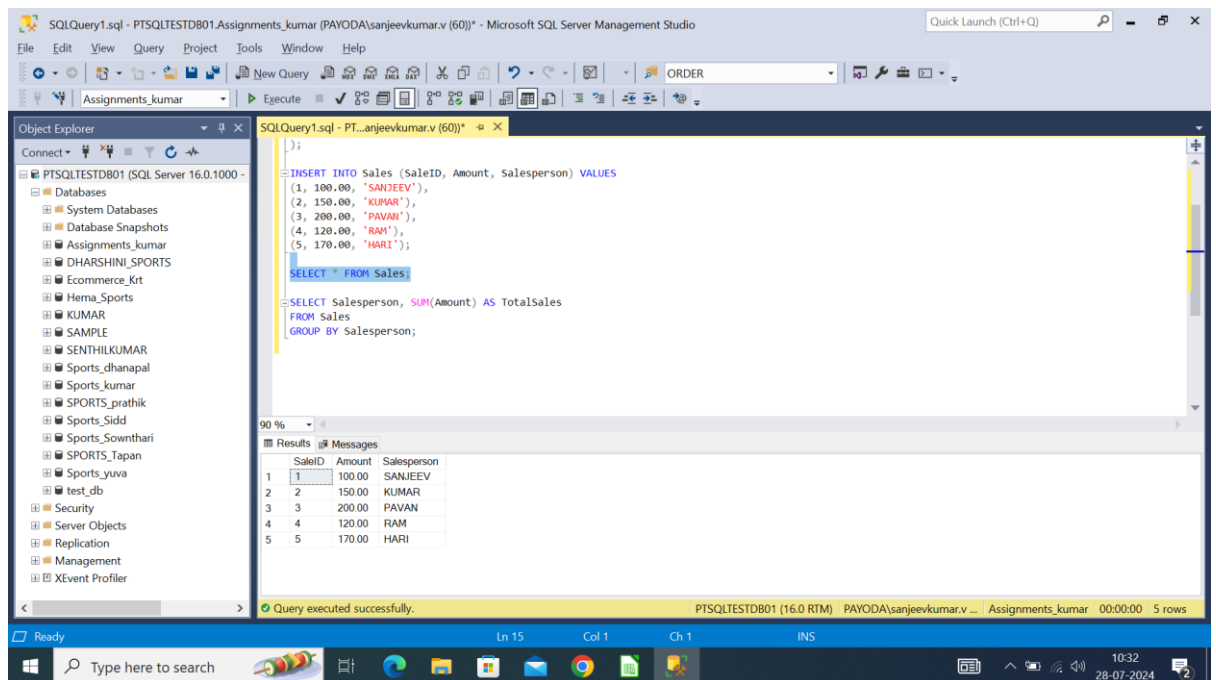 SQLQuery1.sql - PTSQLTESTDB01.Assignments_kumar (PAYODA\sanjeevkumar.v (60))* - Microsoft SQL Server Management Studio
Quick Launch (Ctrl+Q)
File Edit View Query Project Tools Window Help
New Query ORDER
Assignments_kumar Execute
Object Explorer
SQLQuery1.sql - PT...anjeevkumar.v (60))*
Connect
PTSQLTESTDB01 (SQL Server 16.0.1000 -
Databases
System Databases
Database Snapshots
Assignments_kumar
DHARSHINI_SPORTS
Ecommerce_Krt
Hema_Sports
KUMAR
SAMPLE
SENTHILKUMAR
Sports_dhanapal
Sports_kumar
SPORTS_prathik
Sports_Sidd
Sports_Sownthari
SPORTS_Tapan
Sports_yuva
test_db
Security
Server Objects
Replication
Management
XEvent Profiler
);
INSERT INTO Sales (SaleID, Amount, Salesperson) VALUES
(1, 100.00, 'SANJEEV'),
(2, 150.00, 'KUMAR'),
(3, 200.00, 'PAVAN'),
(4, 120.00, 'RAM'),
(5, 170.00, 'HARI');
SELECT * FROM Sales;
SELECT Salesperson, SUM(Amount) AS TotalSales
FROM Sales
GROUP BY Salesperson;
90 %
Results Messages
SaleID Amount Salesperson
1 1 100.00 SANJEEV
2 2 150.00 KUMAR
3 3 200.00 PAVAN
4 4 120.00 RAM
5 5 170.00 HARI
Query executed successfully. PTSQLTESTDB01 (16.0 RTM) PAYODA\sanjeevkumar.v ... Assignments_kumar 00:00:00 5 rows
Ready Ln 15 Col 1 Ch 1 INS
Type here to search
10:32
28-07-2024
2